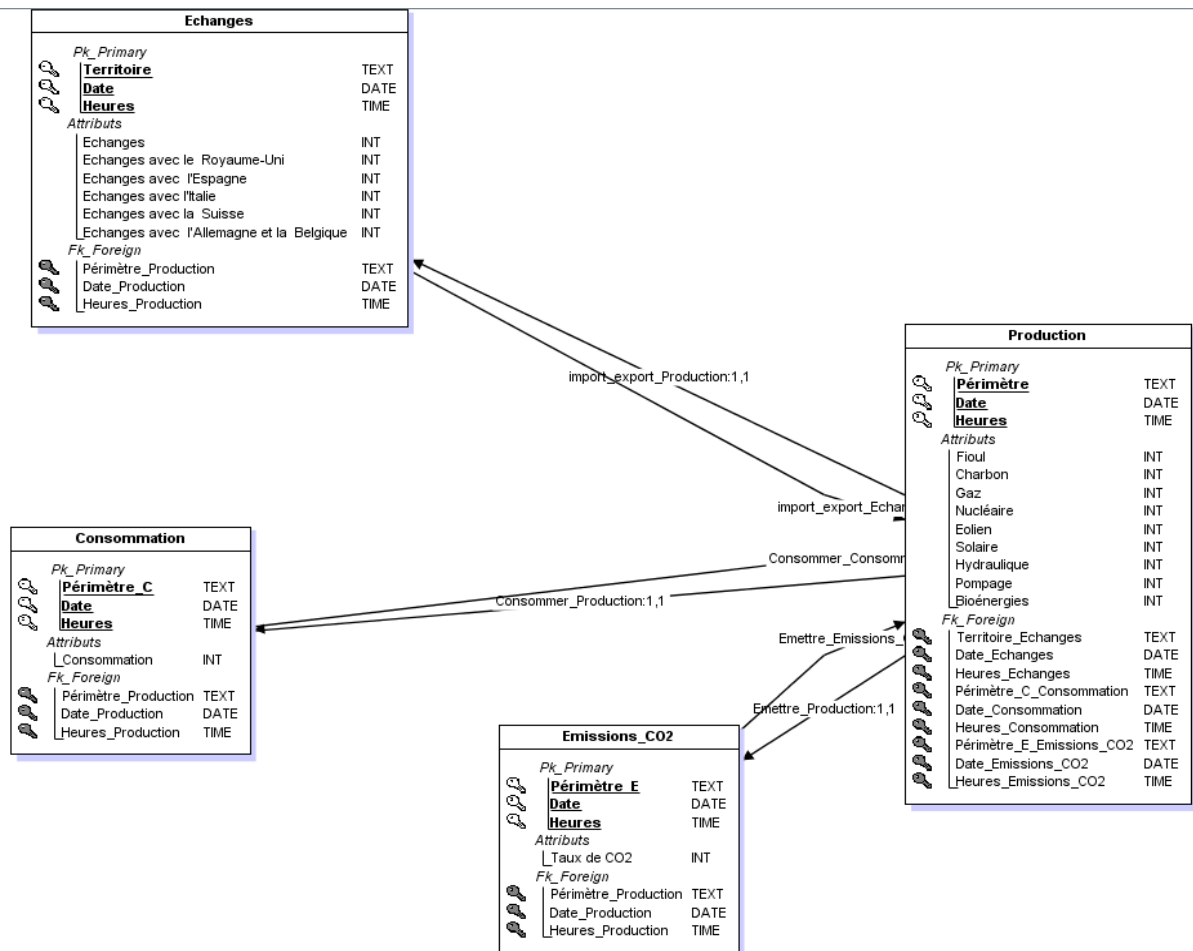 Echanges
Pk_Primary
Territoire TEXT
Date DATE
Heures TIME
Attributs
Echanges INT
Echanges avec le Royaume-Uni INT
Echanges avec l'Espagne INT
Echanges avec l'Italie INT
Echanges avec la Suisse INT
Echanges avec l'Allemagne et la Belgique INT
Fk_Foreign
Périmètre_Production TEXT
Date_Production DATE
Heures_Production TIME
import_export_Production:1,1
import_export_Echan
Consommer_Consomm
Consommer_Production:1,1
Emettre_Emissions_
Emettre_Production:1,1
Production
Pk_Primary
Périmètre TEXT
Date DATE
Heures TIME
Attributs
Fioul INT
Charbon INT
Gaz INT
Nucléaire INT
Eolien INT
Solaire INT
Hydraulique INT
Pompage INT
Bioénergies INT
Fk_Foreign
Territoire_Echanges TEXT
Date_Echanges DATE
Heures_Echanges TIME
Périmètre_C_Consommation TEXT
Date_Consommation DATE
Heures_Consommation TIME
Périmètre_E_Emissions_CO2 TEXT
Date_Emissions_CO2 DATE
Heures_Emissions_CO2 TIME
Consommation
Pk_Primary
Périmètre_C TEXT
Date DATE
Heures TIME
Attributs
Consommation INT
Fk_Foreign
Périmètre_Production TEXT
Date_Production DATE
Heures_Production TIME
Emissions_CO2
Pk_Primary
Périmètre_E TEXT
Date DATE
Heures TIME
Attributs
Taux de CO2 INT
Fk_Foreign
Périmètre_Production TEXT
Date_Production DATE
Heures_Production TIME